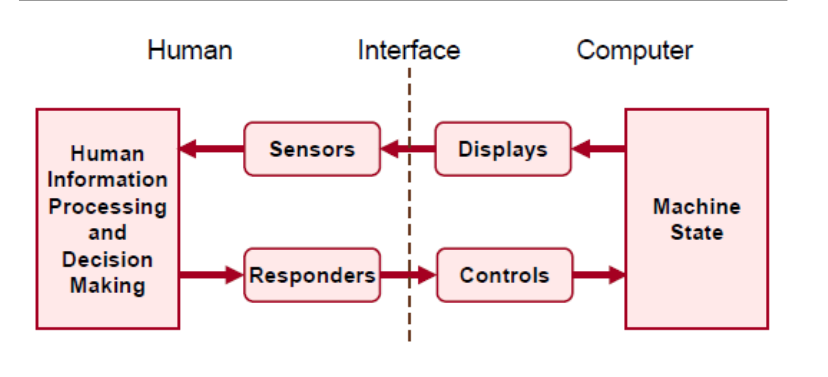 Human
Interface
Computer
Human
Information
Processing
and
Decision
Making
Sensors
Displays
Responders
Controls
Machine
State